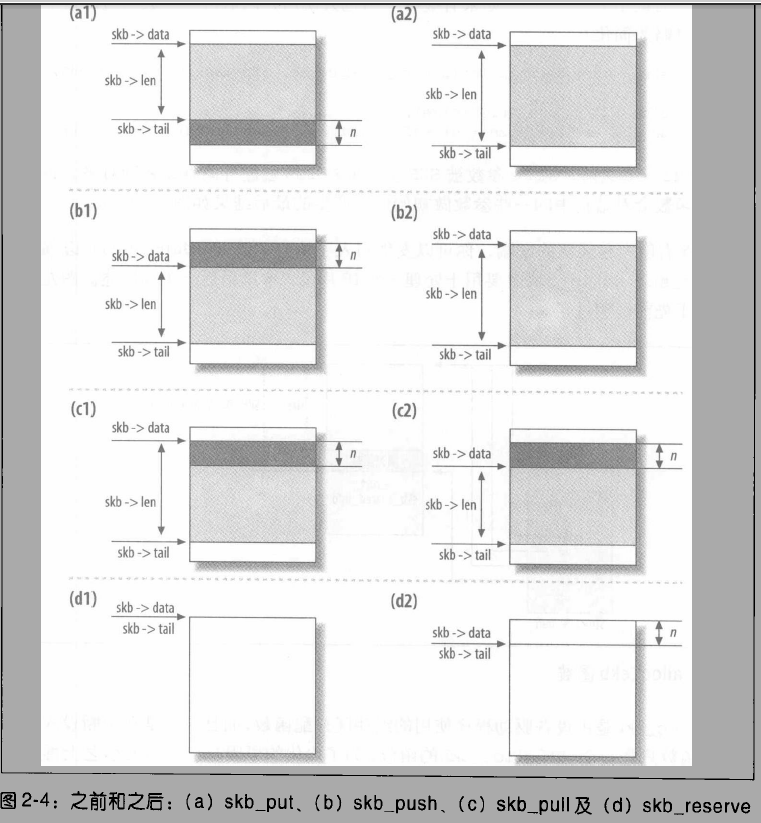 (a1)
skb -> data
skb -> len
skb -> tail
n
(a2)
skb -> data
skb -> len
skb -> tail
(b1)
skb -> data
skb -> len
skb -> tail
n
(b2)
skb -> data
skb -> len
skb -> tail
(c1)
skb -> data
skb -> len
skb -> tail
n
(c2)
skb -> data
skb -> len
skb -> tail
n
(d1)
skb -> data
skb -> tail
(d2)
skb -> data
skb -> tail
n
图 2-4：之前和之后：(a) skb_put、(b) skb_push、(c) skb_pull及 (d) skb_reserve